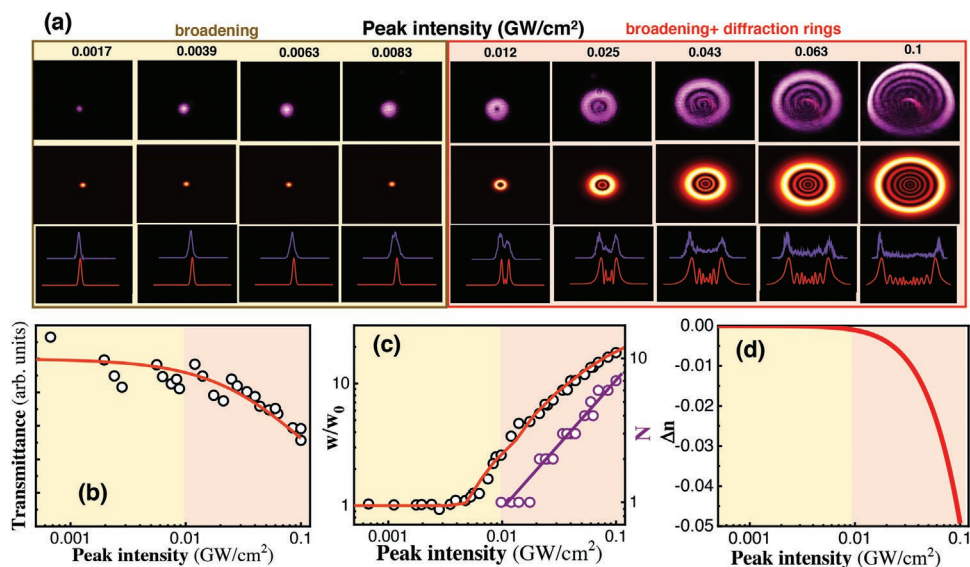 (a)
broadening
Peak intensity (GW/cm²)
broadening+ diffraction rings
0.0017 0.0039 0.0063 0.0083 0.012 0.025 0.043 0.063 0.1
Transmittance (arb. units)
(b)
0.001 0.01 0.1
Peak intensity (GW/cm²)
(c)
w/w₀
10
1
N
10
1
0.001 0.01 0.1
Peak intensity (GW/cm²)
(d)
Δn
0.00
-0.01
-0.02
-0.03
-0.04
-0.05
0.001 0.01 0.1
Peak intensity (GW/cm²)